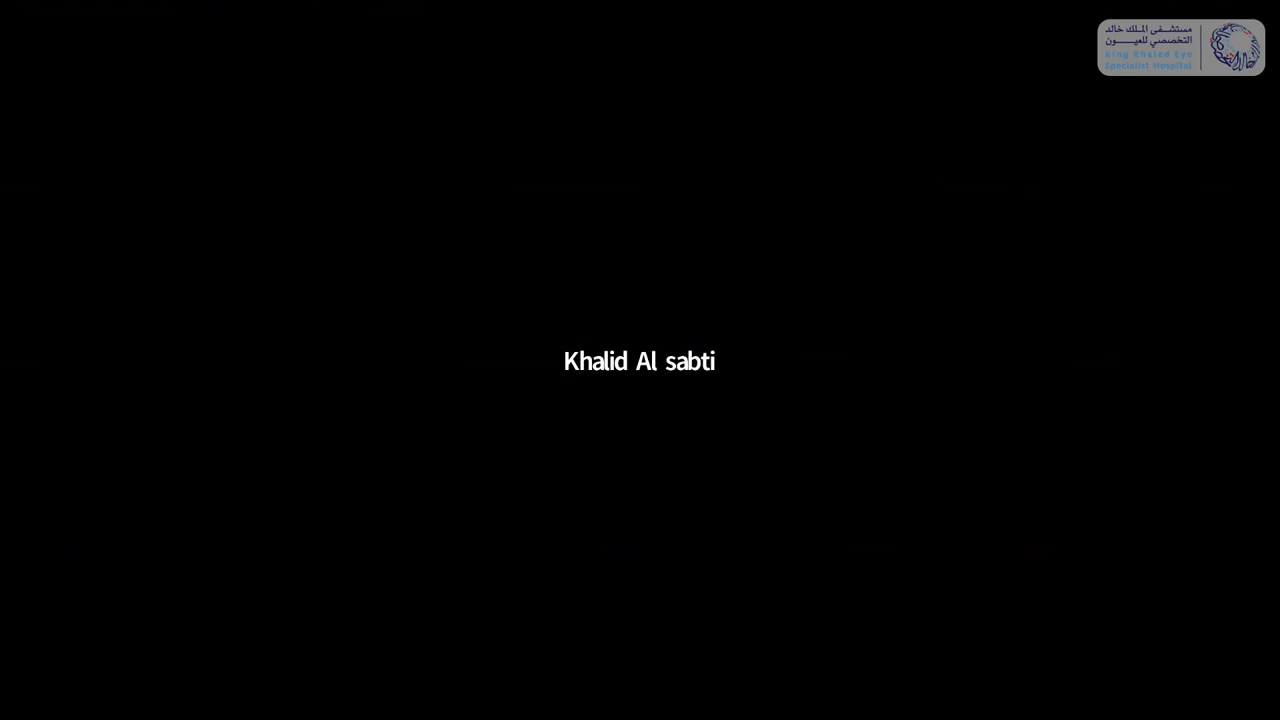 مستشفى الملك خالد
التخصصي للعيون
King Khaled Eye
Specialist Hospital
Khalid Al sabti